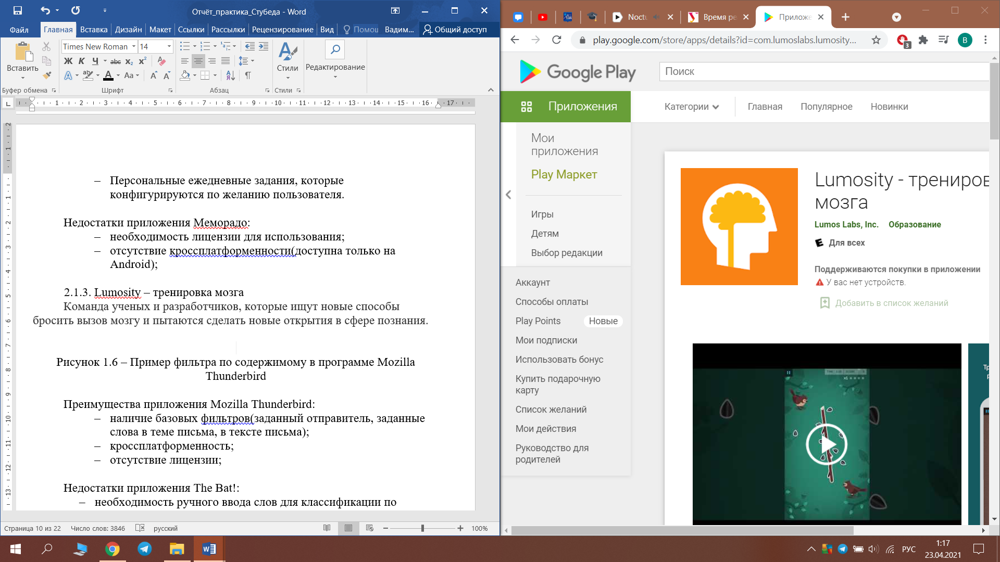 Отчёт_практика_Стубеда - Word
Файл
Главная
Вставка
Дизайн
Макет
Ссылки
Рассылки
Рецензирование
Вид
Помощ
Вадим...
Общий доступ
Вставить
Буфер обмена
Times New Roman
14
Ж К Ч abc x₂ x²
Aa
Шрифт
Абзац
Стили
Стили
Редактирование
1 2 3 4 5 6 7 8 9 10 11 12 13 14 15 16 17
– Персональные ежедневные задания, которые
конфигурируются по желанию пользователя.
Недостатки приложения Меморадо:
– необходимость лицензии для использования;
– отсутствие кроссплатформенности(доступна только на
Android);
2.1.3. Lumosity – тренировка мозга
Команда ученых и разработчиков, которые ищут новые способы
бросить вызов мозгу и пытаются сделать новые открытия в сфере познания.
Рисунок 1.6 – Пример фильтра по содержимому в программе Mozilla
Thunderbird
Преимущества приложения Mozilla Thunderbird:
– наличие базовых фильтров(заданный отправитель, заданные
слова в теме письма, в тексте письма);
– кроссплатформенность;
– отсутствие лицензии;
Недостатки приложения The Bat!:
– необходимость ручного ввода слов для классификации по
Страница 10 из 22
Число слов: 3846
русский
100%
Noctu
Время ре
Приложе
play.google.com/store/apps/details?id=com.lumoslabs.lumosity...
3
В
Google Play
Поиск
Приложения
Категории
Главная
Популярное
Новинки
Мои
приложения
Play Маркет
Игры
Детям
Выбор редакции
Аккаунт
Способы оплаты
Play Points
Новые
Мои подписки
Использовать бонус
Купить подарочную
карту
Список желаний
Мои действия
Руководство для
родителей
Lumosity - трениров
мозга
Lumos Labs, Inc.
Образование
E
Для всех
Поддерживаются покупки в приложении
У вас нет устройств.
Добавить в список желаний
x1
РУС
1:17
23.04.2021